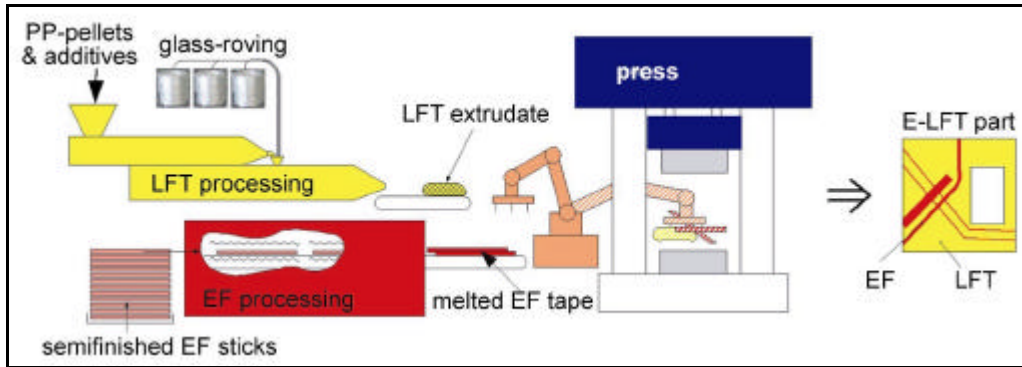 PP-pellets
& additives
glass-roving
press
LFT extrudate
E-LFT part
LFT processing
EF processing
melted EF tape
EF
LFT
semifinished EF sticks